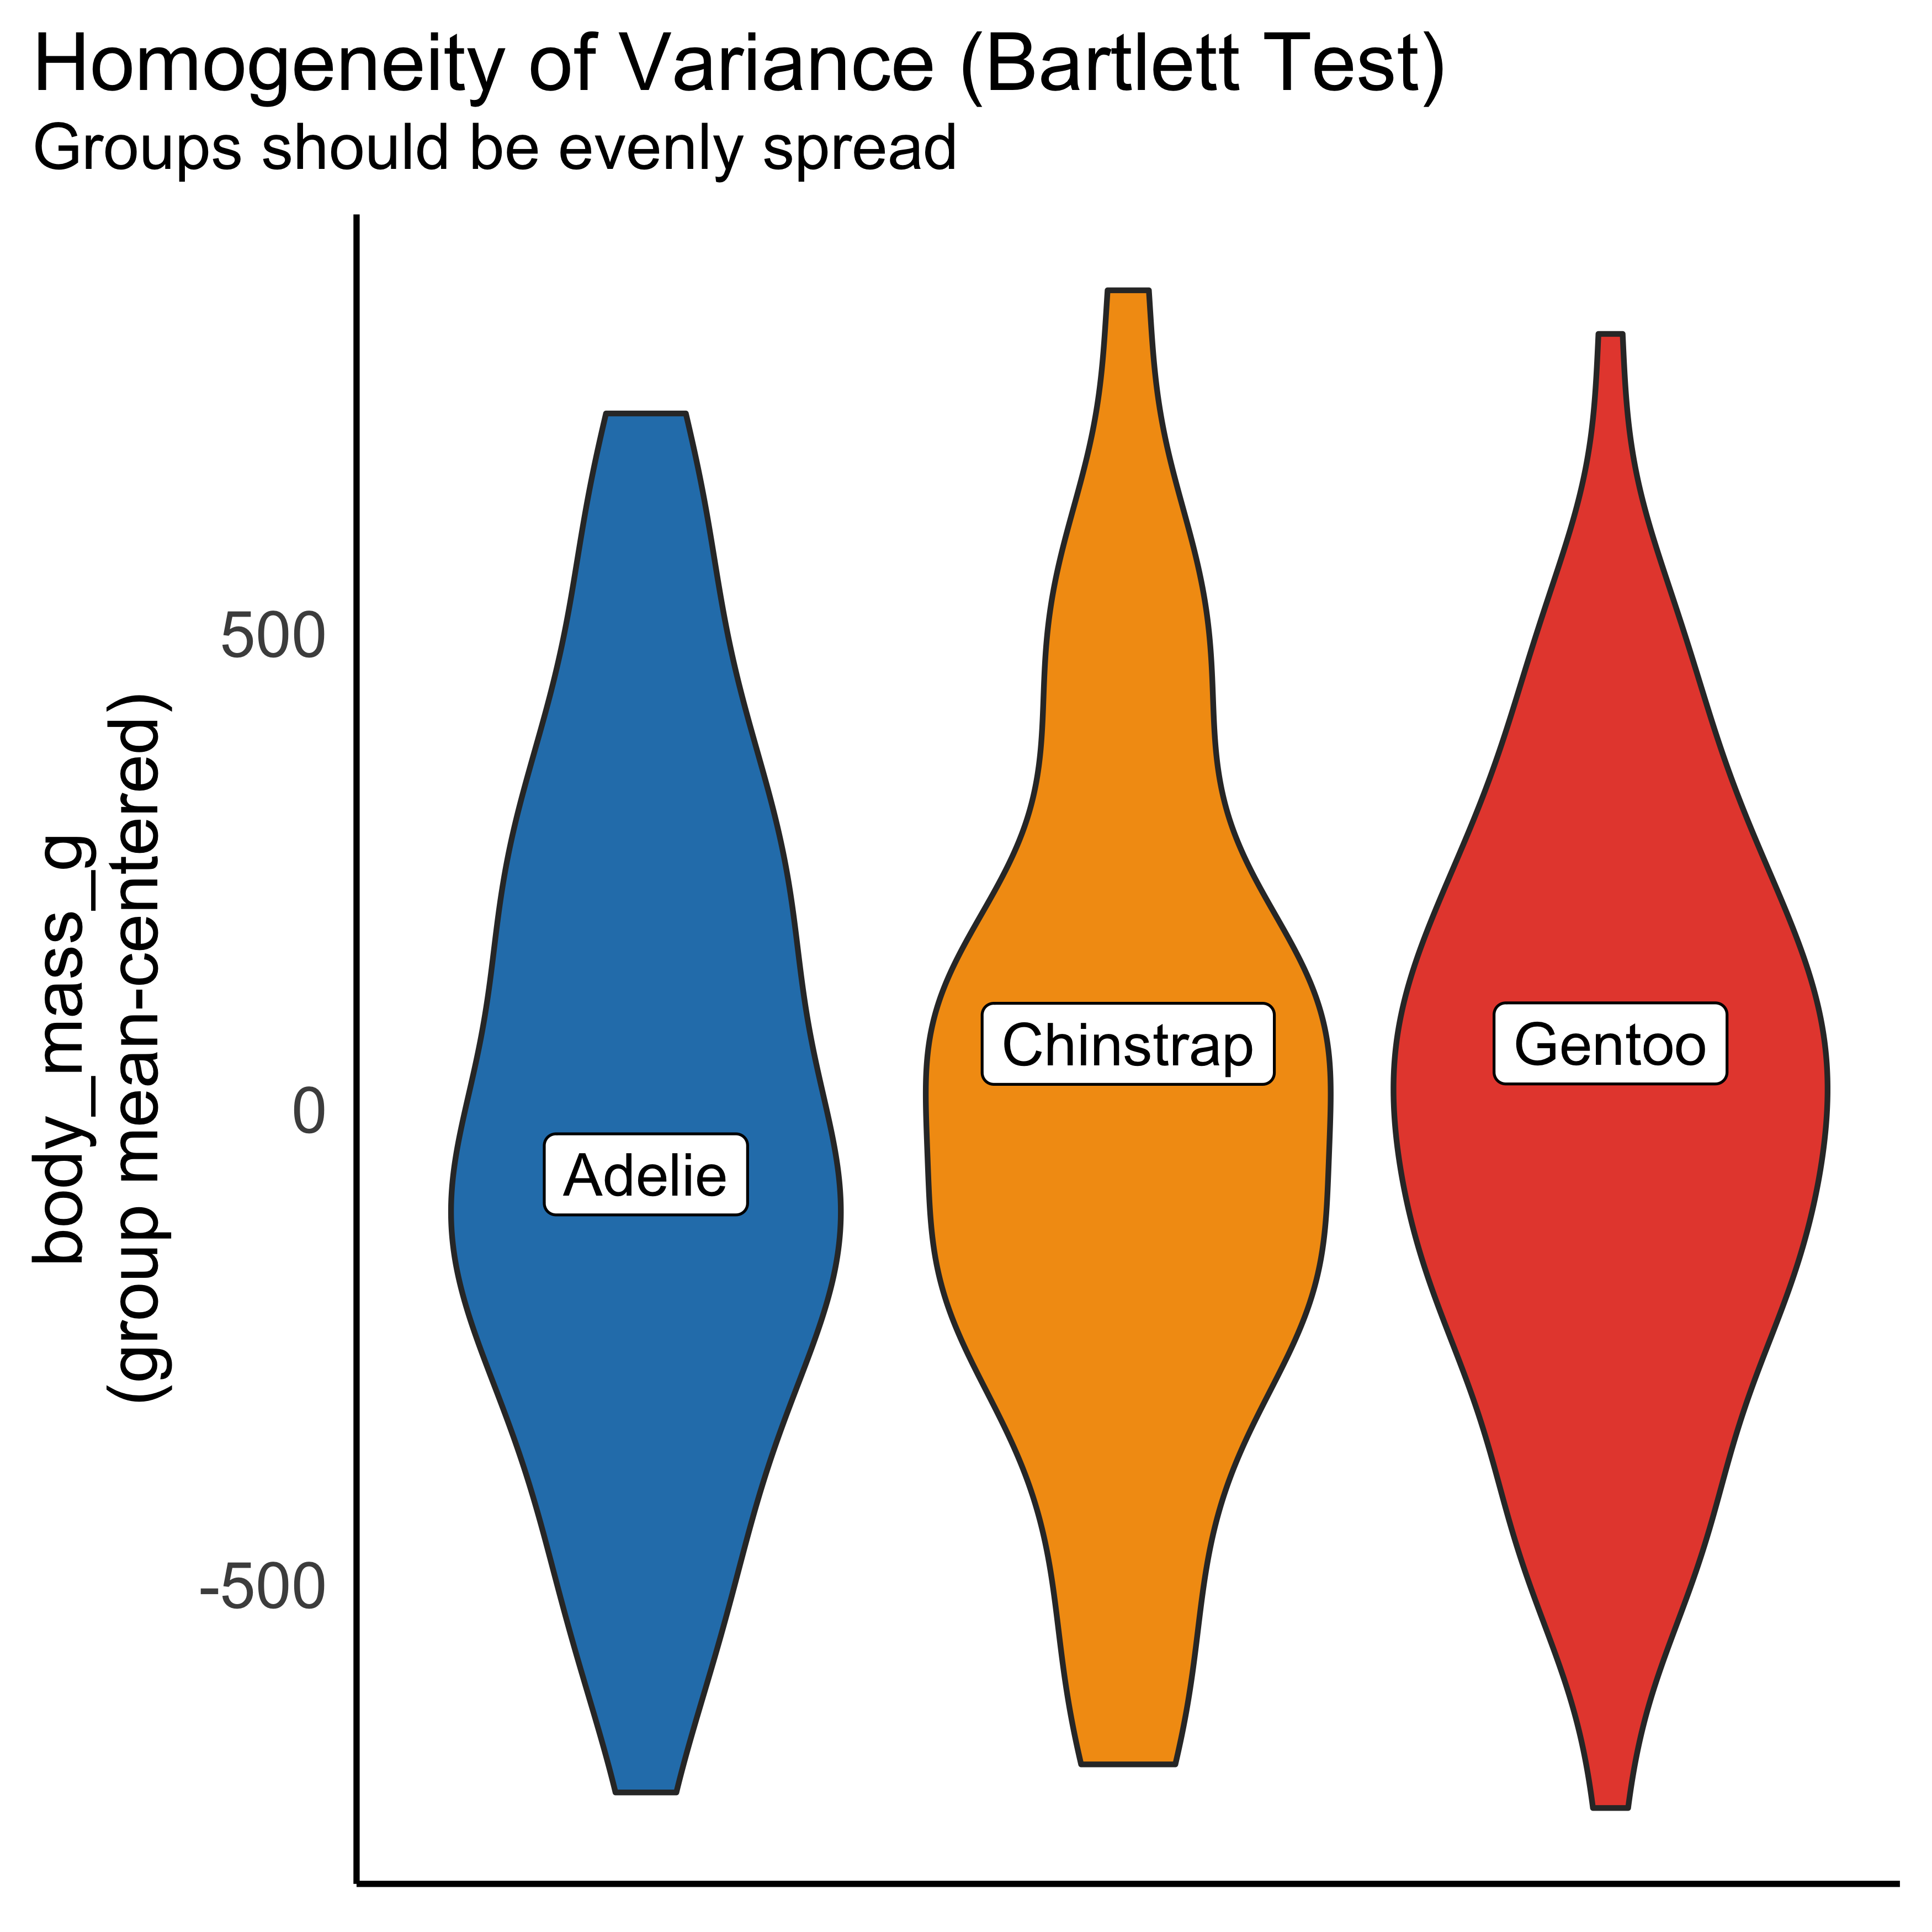 Homogeneity of Variance (Bartlett Test)
Groups should be evenly spread
body_mass_g
(group mean-centered)
500
0
-500
Adelie
Chinstrap
Gentoo